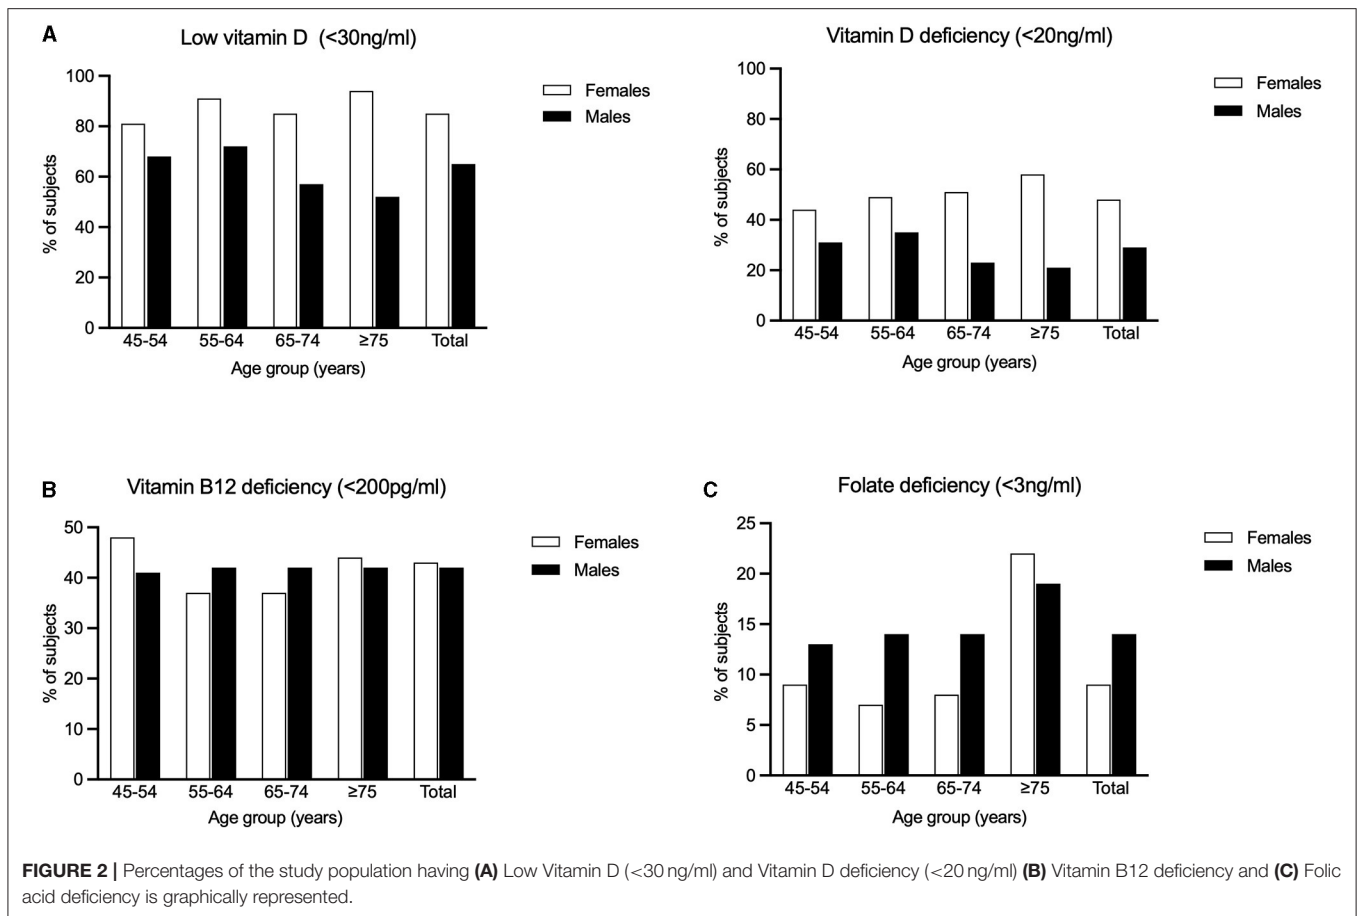 A
Low vitamin D (<30ng/ml)
100
80
60
40
20
0
% of subjects
45-54 55-64 65-74 ≥75 Total
Age group (years)
Females
Males
Vitamin D deficiency (<20ng/ml)
100
80
60
40
20
0
% of subjects
45-54 55-64 65-74 ≥75 Total
Age group (years)
Females
Males
B
Vitamin B12 deficiency (<200pg/ml)
50
40
30
20
10
0
% of subjects
45-54 55-64 65-74 ≥75 Total
Age group (years)
Females
Males
C
Folate deficiency (<3ng/ml)
25
20
15
10
5
0
% of subjects
45-54 55-64 65-74 ≥75 Total
Age group (years)
Females
Males
FIGURE 2 | Percentages of the study population having (A) Low Vitamin D (<30 ng/ml) and Vitamin D deficiency (<20 ng/ml) (B) Vitamin B12 deficiency and (C) Folic
acid deficiency is graphically represented.